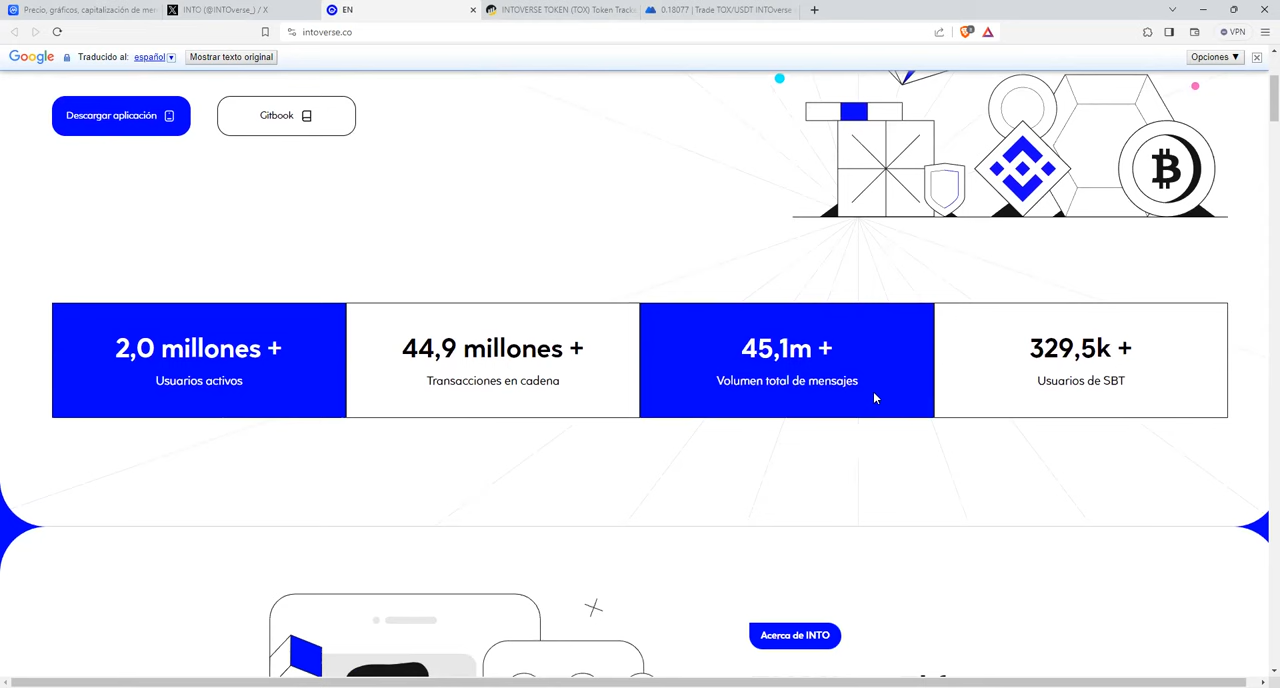 Precio, gráficos, capitalización de mer
INTO (@INTOverse_) / X
EN
INTOVERSE TOKEN (TOX) Token Track
0.18077 | Trade TOX/USDT INTOverse
intoverse.co
3
VPN
Google
Traducido al: español
Mostrar texto original
Opciones ▼
Descargar aplicación
Gitbook
2,0 millones +
Usuarios activos
44,9 millones +
Transacciones en cadena
45,1m +
Volumen total de mensajes
329,5k +
Usuarios de SBT
Acerca de INTO